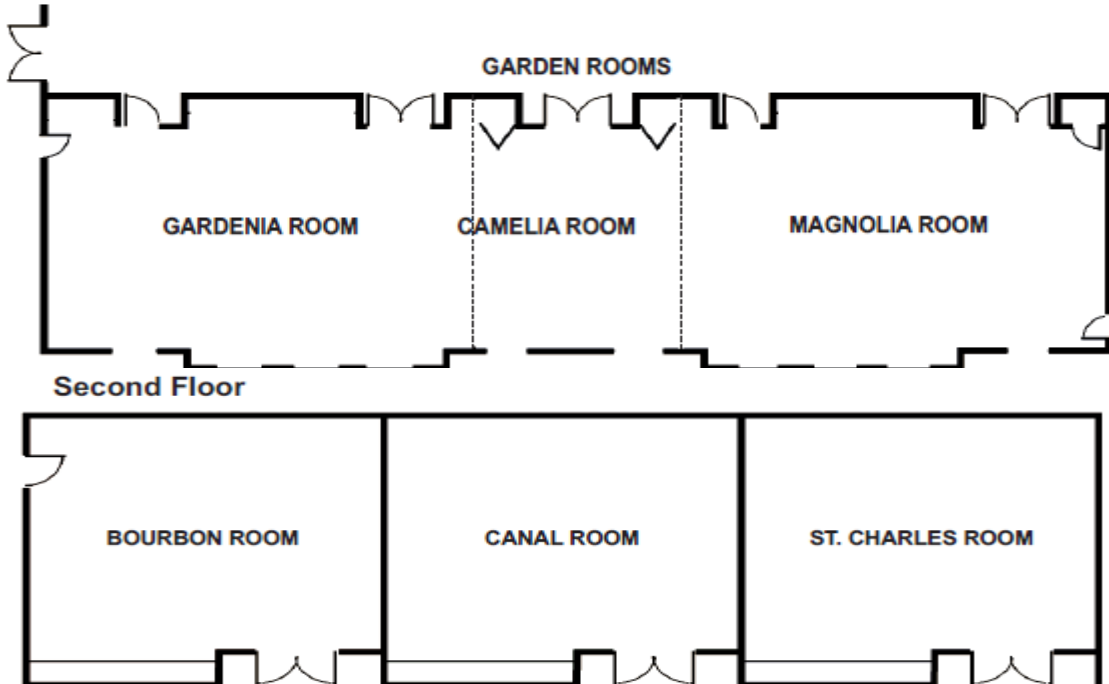 GARDEN ROOMS
GARDENIA ROOM
CAMELIA ROOM
MAGNOLIA ROOM
Second Floor
BOURBON ROOM
CANAL ROOM
ST. CHARLES ROOM